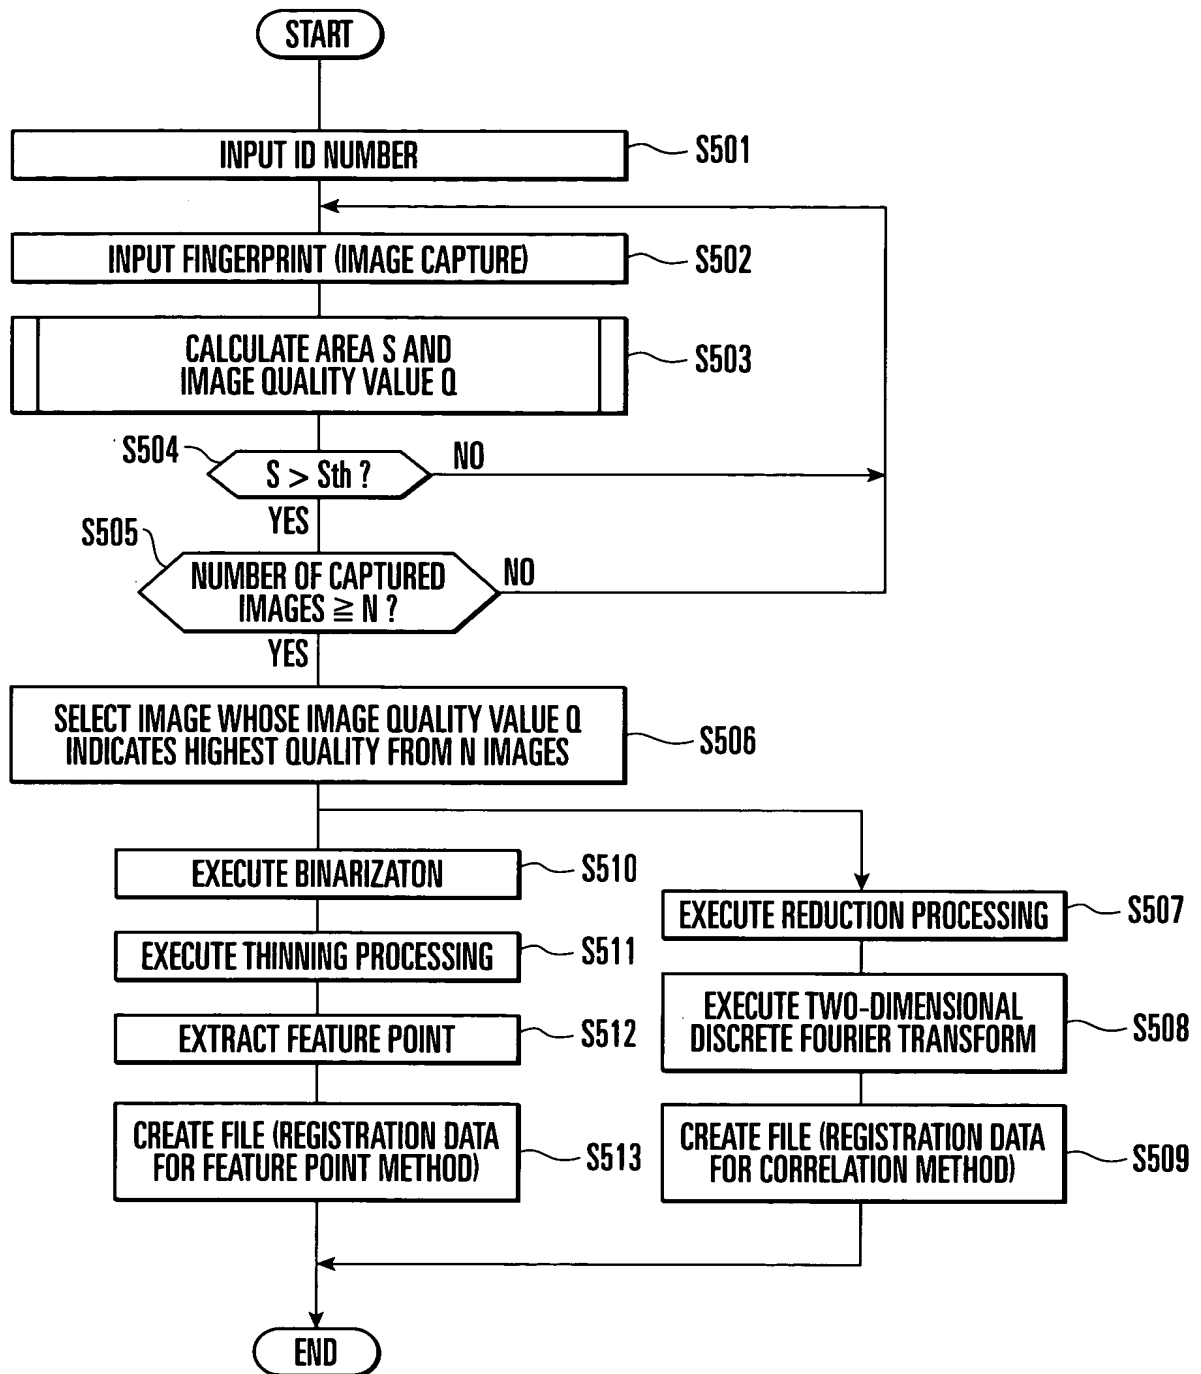 START
INPUT ID NUMBER
S501
INPUT FINGERPRINT (IMAGE CAPTURE)
S502
CALCULATE AREA S AND
IMAGE QUALITY VALUE Q
S503
S504
S > Sth ?
NO
YES
S505
NUMBER OF CAPTURED
IMAGES ≧ N ?
NO
YES
SELECT IMAGE WHOSE IMAGE QUALITY VALUE Q
INDICATES HIGHEST QUALITY FROM N IMAGES
S506
EXECUTE BINARIZATON
S510
EXECUTE THINNING PROCESSING
S511
EXTRACT FEATURE POINT
S512
CREATE FILE (REGISTRATION DATA
FOR FEATURE POINT METHOD)
S513
EXECUTE REDUCTION PROCESSING
S507
EXECUTE TWO-DIMENSIONAL
DISCRETE FOURIER TRANSFORM
S508
CREATE FILE (REGISTRATION DATA
FOR CORRELATION METHOD)
S509
END